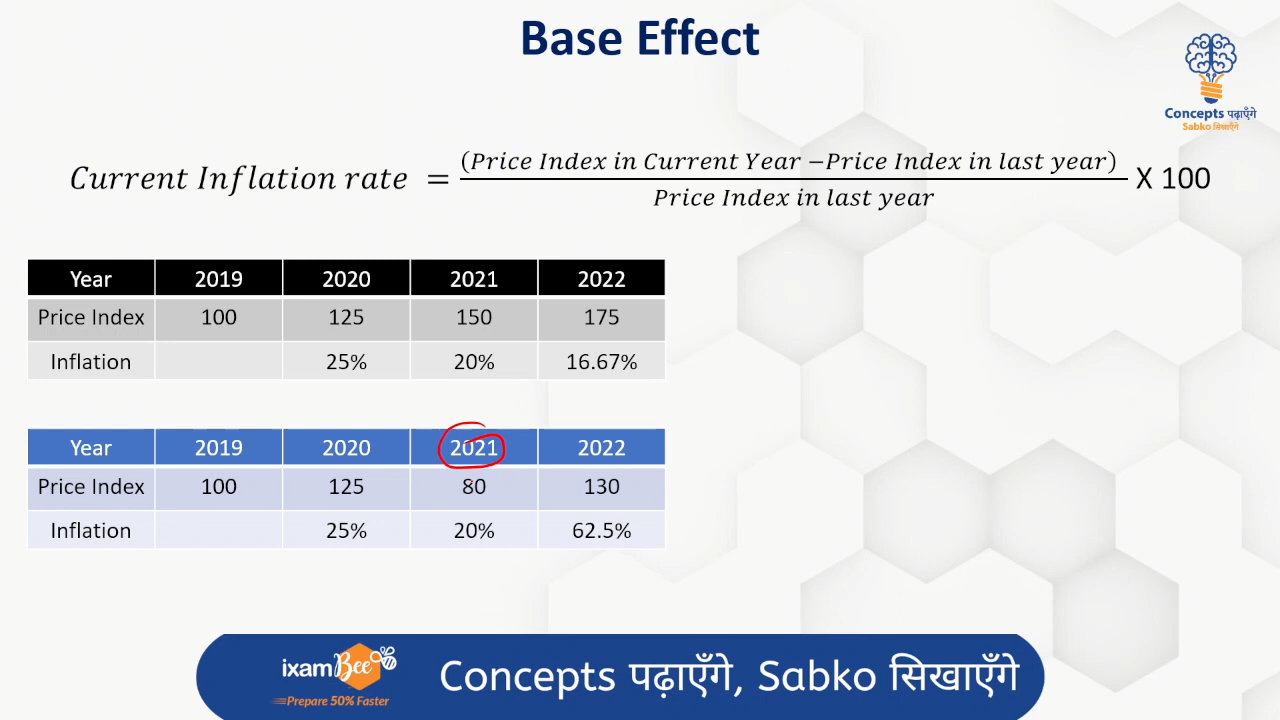 Base Effect
Concepts पढ़ाएँगे
Sabko सिखाएँगे
Current Inflation rate = (Price Index in Current Year −Price Index in last year) / Price Index in last year X 100
Year 2019 2020 2021 2022
Price Index 100 125 150 175
Inflation 25% 20% 16.67%
Year 2019 2020 2021 2022
Price Index 100 125 80 130
Inflation 25% 20% 62.5%
ixamBee
Prepare 50% Faster
Concepts पढ़ाएँगे, Sabko सिखाएँगे